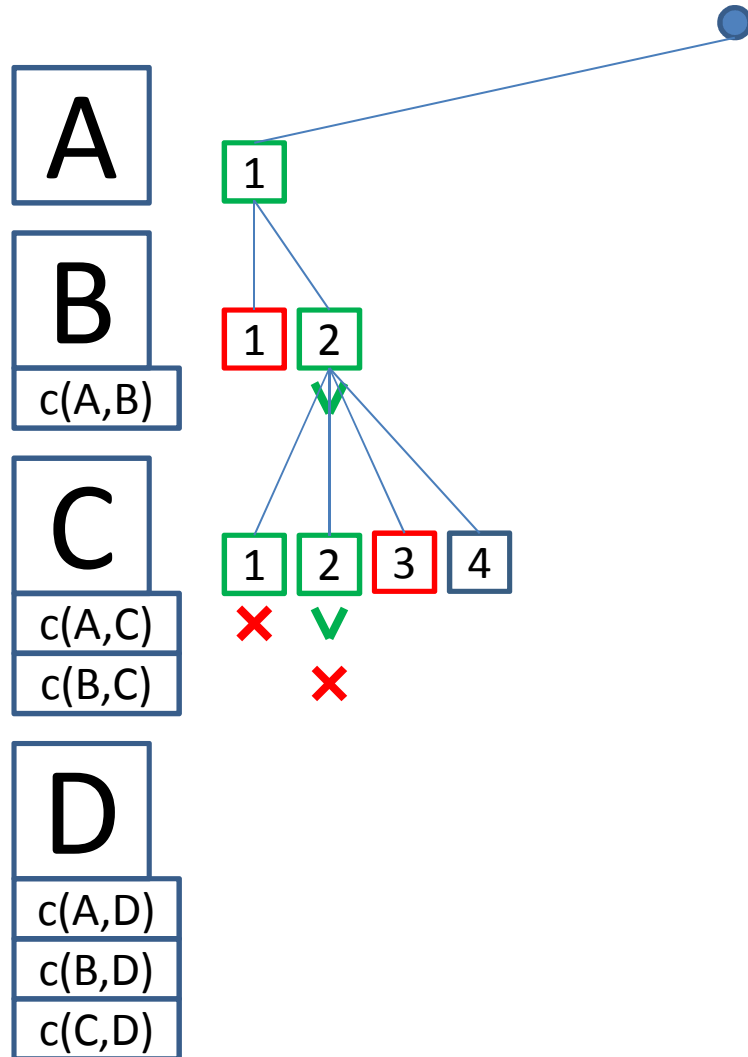 A
1
B
1 2
c(A,B)
C
1 2 3 4
c(A,C)
c(B,C)
D
c(A,D)
c(B,D)
c(C,D)